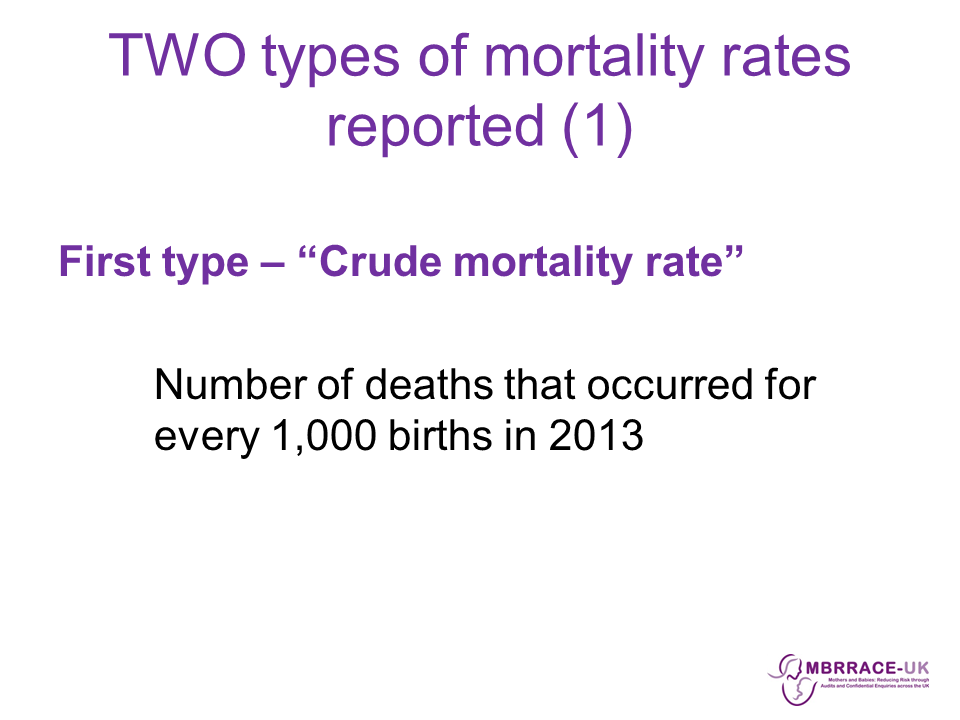 TWO types of mortality rates
reported (1)
First type – “Crude mortality rate”
Number of deaths that occurred for
every 1,000 births in 2013
MBRRACE-UK
Mothers and Babies: Reducing Risk through
Audits and Confidential Enquiries across the UK